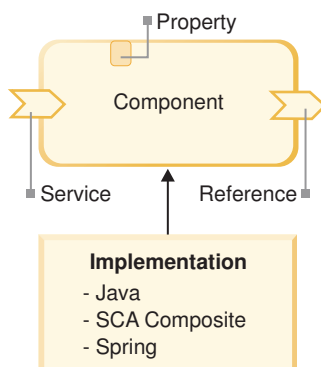 Property
Component
Service
Reference
Implementation
- Java
- SCA Composite
- Spring